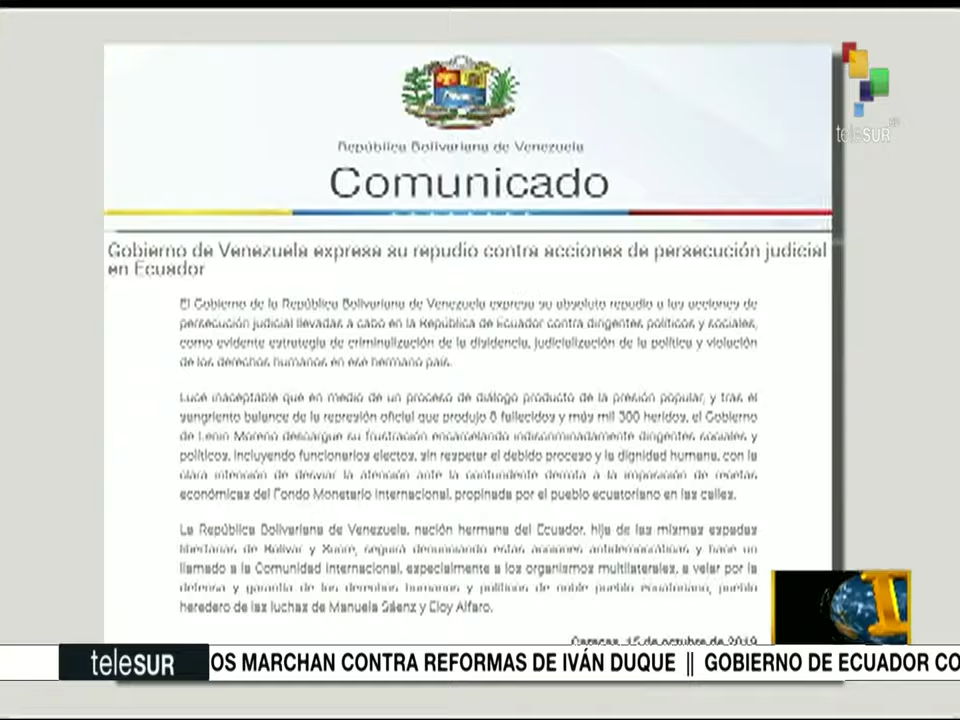 teleSUR
HD
República Bolivariana de Venezuela
Comunicado
Gobierno de Venezuela expresa su repudio contra acciones de persecución judicial
en Ecuador
El Gobierno de la República Bolivariana de Venezuela expresa su absoluto repudio a las acciones de
persecución judicial llevadas a cabo en la República de Ecuador contra dirigentes políticos y sociales,
como evidente estrategia de criminalización de la disidencia, judicialización de la política y violación
de los derechos humanos en ese hermano país.
Luce inaceptable que en medio de un proceso de diálogo producto de la presión popular, y tras el
sangriento balance de la represión oficial que produjo 8 fallecidos y más mil 300 heridos, el Gobierno
de Lenín Moreno descargue su frustración encarcelando indiscriminadamente dirigentes sociales y
políticos, incluyendo funcionarios electos, sin respetar el debido proceso y la dignidad humana, con la
clara intención de desviar la atención ante la contundente derrota a la imposición de recetas
económicas del Fondo Monetario Internacional, propinada por el pueblo ecuatoriano en las calles.
La República Bolivariana de Venezuela, nación hermana del Ecuador, hija de las mismas espadas
libertarias de Bolívar y Sucre, seguirá denunciando estas acciones antidemocráticas y hace un
llamado a la Comunidad Internacional, especialmente a los organismos multilaterales, a velar por la
defensa y garantía de los derechos humanos y políticos de noble pueblo ecuatoriano, pueblo
heredero de las luchas de Manuela Sáenz y Eloy Alfaro.
Caracas, 15 de octubre de 2019
teleSUR OS MARCHAN CONTRA REFORMAS DE IVÁN DUQUE || GOBIERNO DE ECUADOR CO